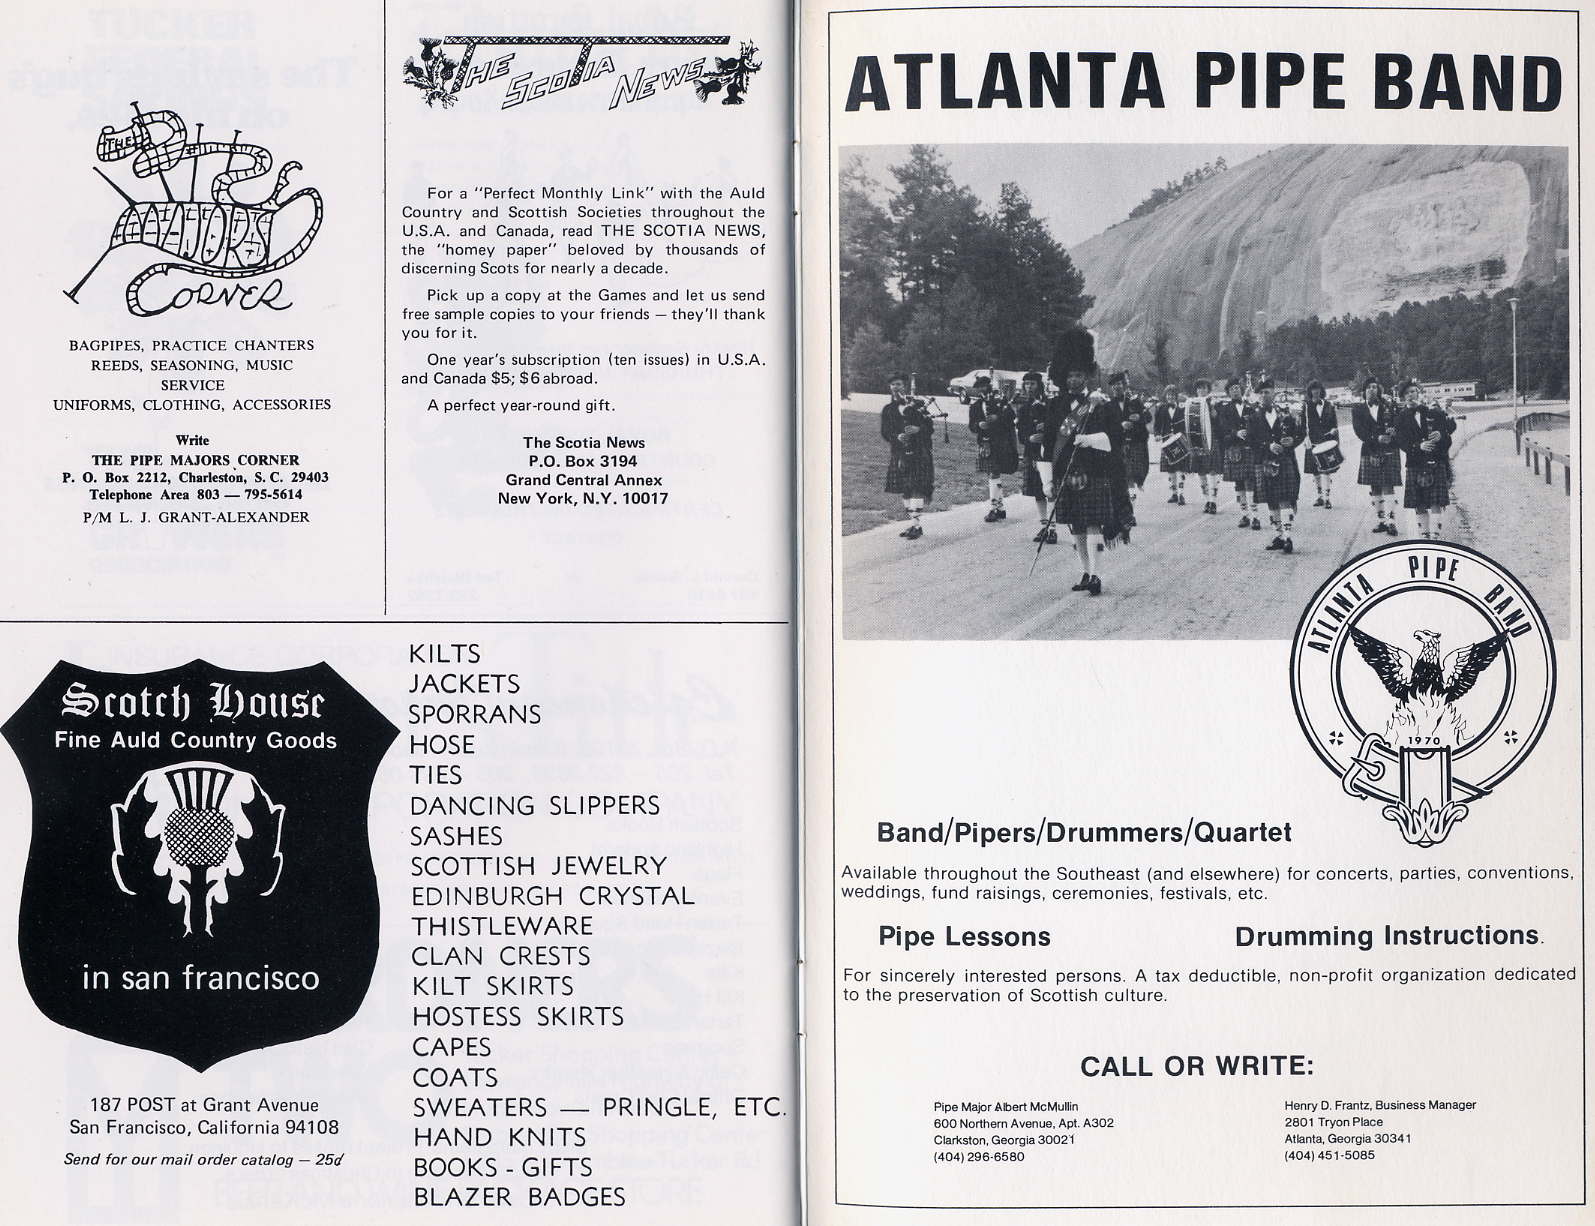 THE
PIPE
MAJORS
CORNER
BAGPIPES, PRACTICE CHANTERS
REEDS, SEASONING, MUSIC
SERVICE
UNIFORMS, CLOTHING, ACCESSORIES
Write
THE PIPE MAJORS CORNER
P. O. Box 2212, Charleston, S. C. 29403
Telephone Area 803 — 795-5614
P/M L. J. GRANT-ALEXANDER
THE SCOTIA NEWS
For a "Perfect Monthly Link" with the Auld
Country and Scottish Societies throughout the
U.S.A. and Canada, read THE SCOTIA NEWS,
the "homey paper" beloved by thousands of
discerning Scots for nearly a decade.
Pick up a copy at the Games and let us send
free sample copies to your friends — they'll thank
you for it.
One year's subscription (ten issues) in U.S.A.
and Canada $5; $6 abroad.
A perfect year-round gift.
The Scotia News
P.O. Box 3194
Grand Central Annex
New York, N.Y. 10017
Scotch House
Fine Auld Country Goods
in san francisco
187 POST at Grant Avenue
San Francisco, California 94108
Send for our mail order catalog — 25¢
KILTS
JACKETS
SPORRANS
HOSE
TIES
DANCING SLIPPERS
SASHES
SCOTTISH JEWELRY
EDINBURGH CRYSTAL
THISTLEWARE
CLAN CRESTS
KILT SKIRTS
HOSTESS SKIRTS
CAPES
COATS
SWEATERS — PRINGLE, ETC.
HAND KNITS
BOOKS - GIFTS
BLAZER BADGES
ATLANTA PIPE BAND
ATLANTA PIPE BAND
1970
Band/Pipers/Drummers/Quartet
Available throughout the Southeast (and elsewhere) for concerts, parties, conventions,
weddings, fund raisings, ceremonies, festivals, etc.
Pipe Lessons
Drumming Instructions.
For sincerely interested persons. A tax deductible, non-profit organization dedicated
to the preservation of Scottish culture.
CALL OR WRITE:
Pipe Major Albert McMullin
600 Northern Avenue, Apt. A302
Clarkston, Georgia 30021
(404) 296-6580
Henry D. Frantz, Business Manager
2801 Tryon Place
Atlanta, Georgia 30341
(404) 451-5085